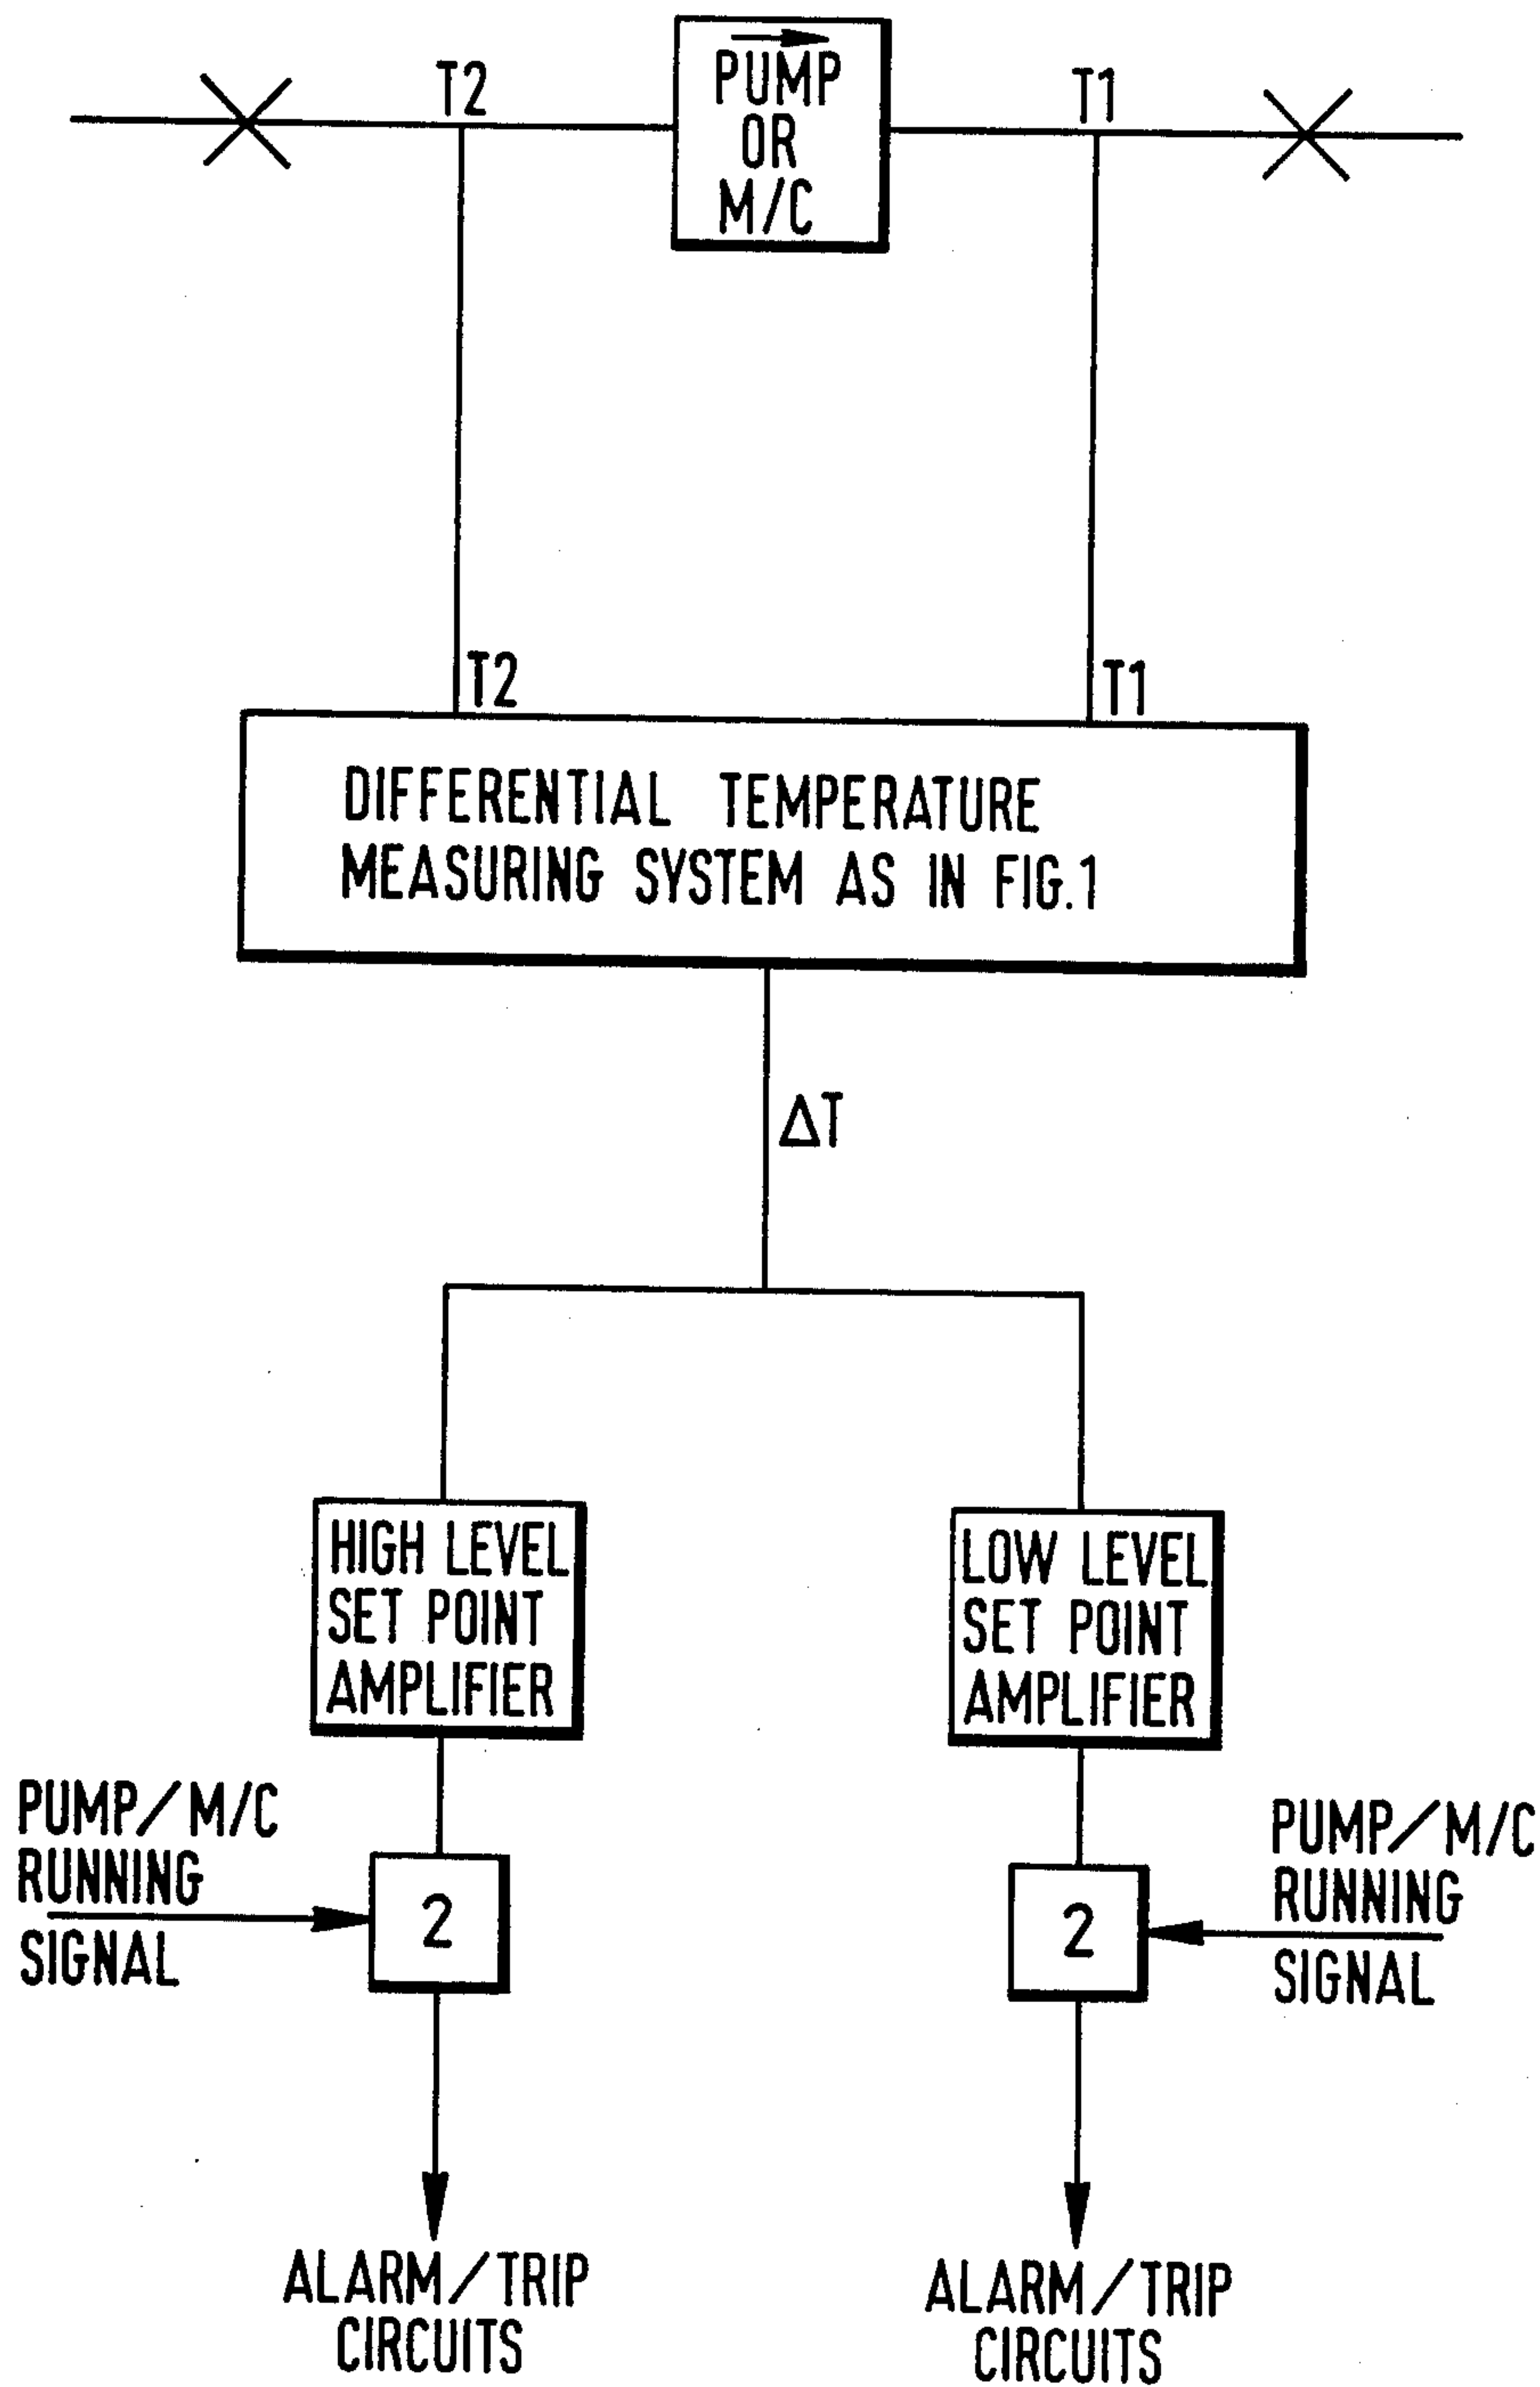 T2
PUMP
OR
M/C
T1
T2
T1
DIFFERENTIAL TEMPERATURE
MEASURING SYSTEM AS IN FIG.1
ΔT
HIGH LEVEL
SET POINT
AMPLIFIER
LOW LEVEL
SET POINT
AMPLIFIER
PUMP/M/C
RUNNING
SIGNAL
2
2
PUMP/M/C
RUNNING
SIGNAL
ALARM/TRIP
CIRCUITS
ALARM/TRIP
CIRCUITS